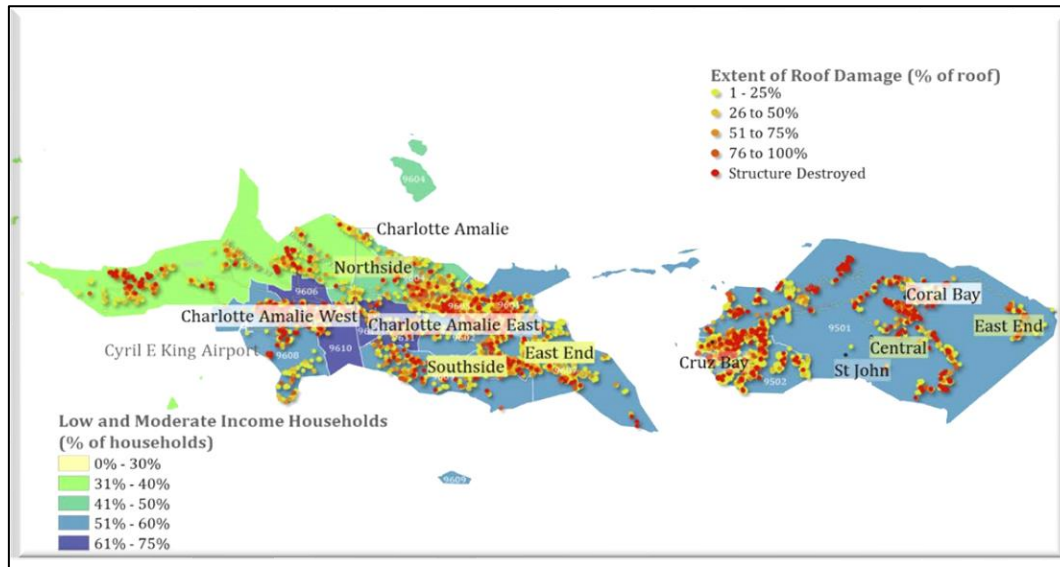 Extent of Roof Damage (% of roof)
1 - 25%
26 to 50%
51 to 75%
76 to 100%
Structure Destroyed
9604
Charlotte Amalie
Northside
9606
Charlotte Amalie West
Charlotte Amalie East
Coral Bay
9501
East End
Cyril E King Airport
9608
9610
9602
East End
Southside
Central
Cruz Bay
St John
9502
Low and Moderate Income Households
(% of households)
0% - 30%
31% - 40%
41% - 50%
51% - 60%
61% - 75%
9609